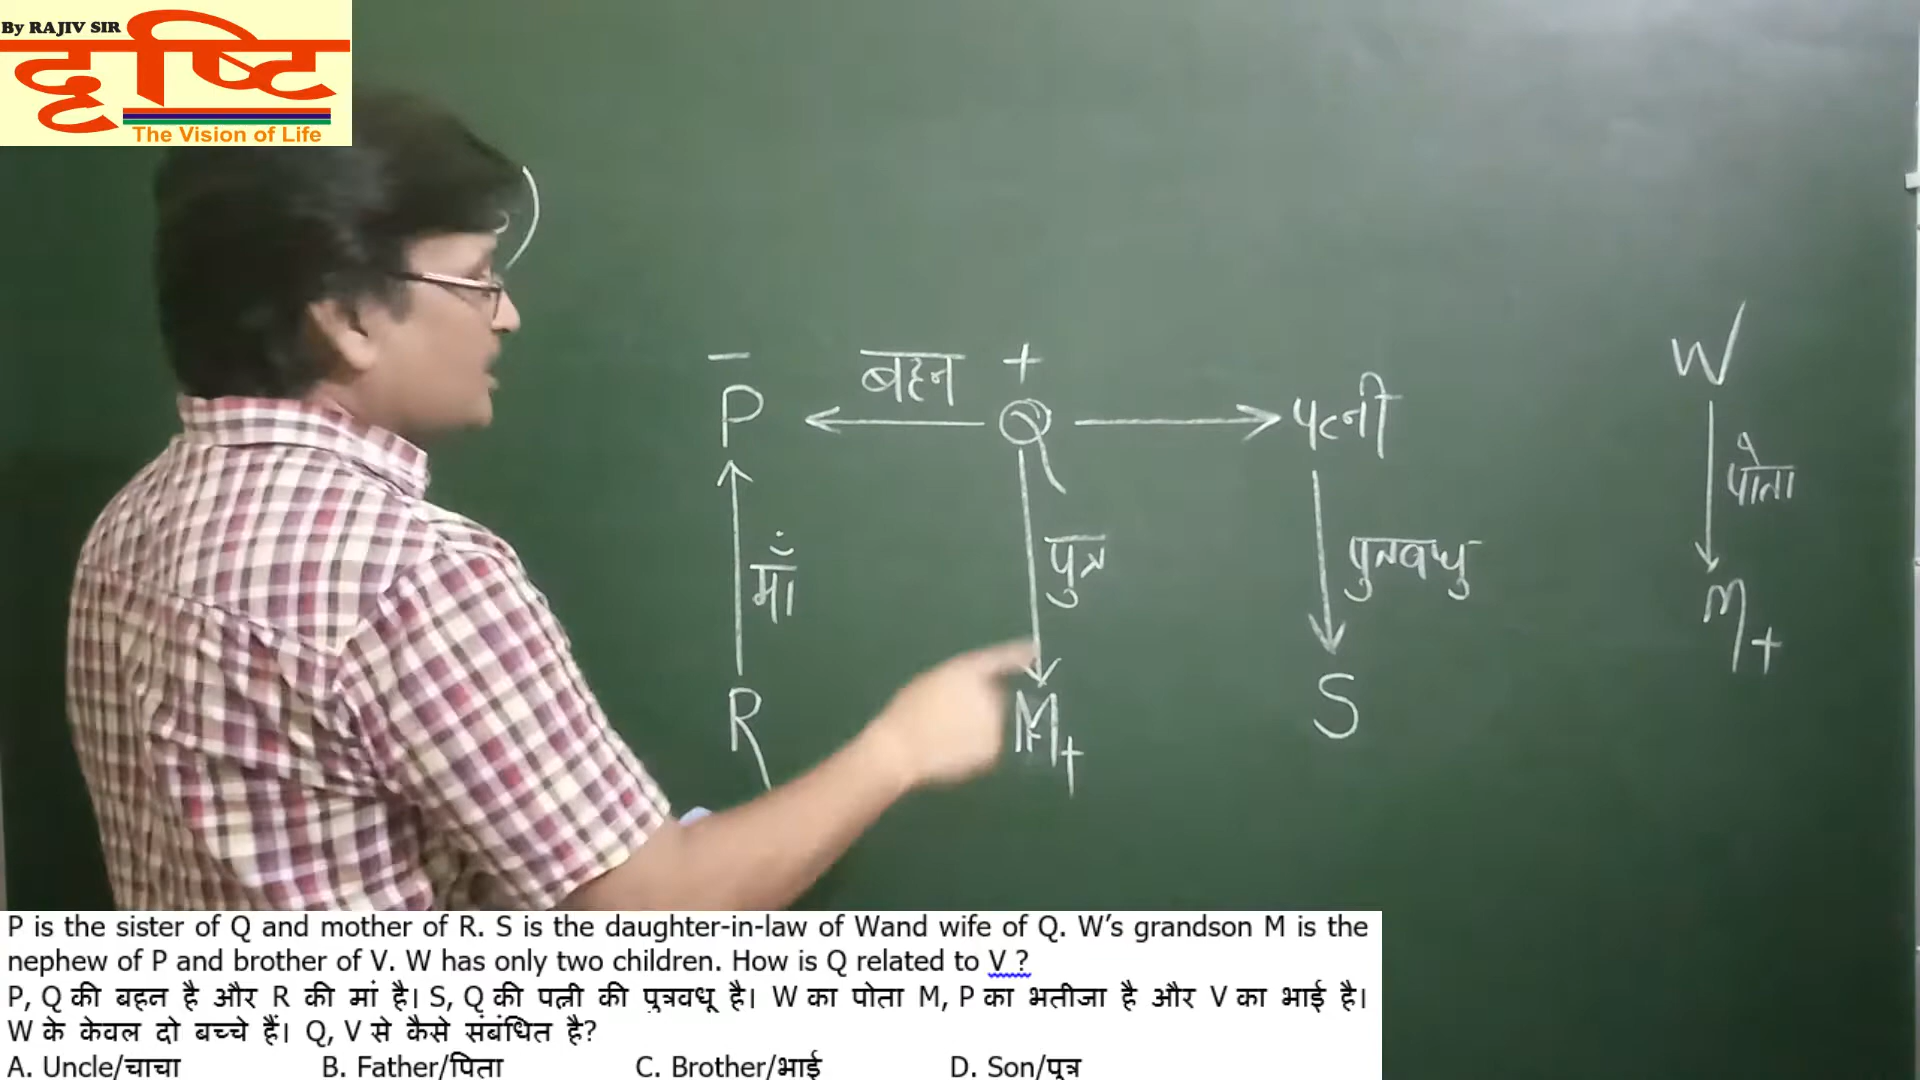 By RAJIV SIR
दृष्टि
The Vision of Life
− बहन +
P Q पत्नी
W
माँ पुत्र पुत्रवधु पोता
R M+ S
M+
P is the sister of Q and mother of R. S is the daughter-in-law of Wand wife of Q. W’s grandson M is the
nephew of P and brother of V. W has only two children. How is Q related to V ?
P, Q की बहन है और R की मां है। S, Q की पत्नी की पुत्रवधू है। W का पोता M, P का भतीजा है और V का भाई है।
W के केवल दो बच्चे हैं। Q, V से कैसे संबंधित है?
A. Uncle/चाचा B. Father/पिता C. Brother/भाई D. Son/पुत्र